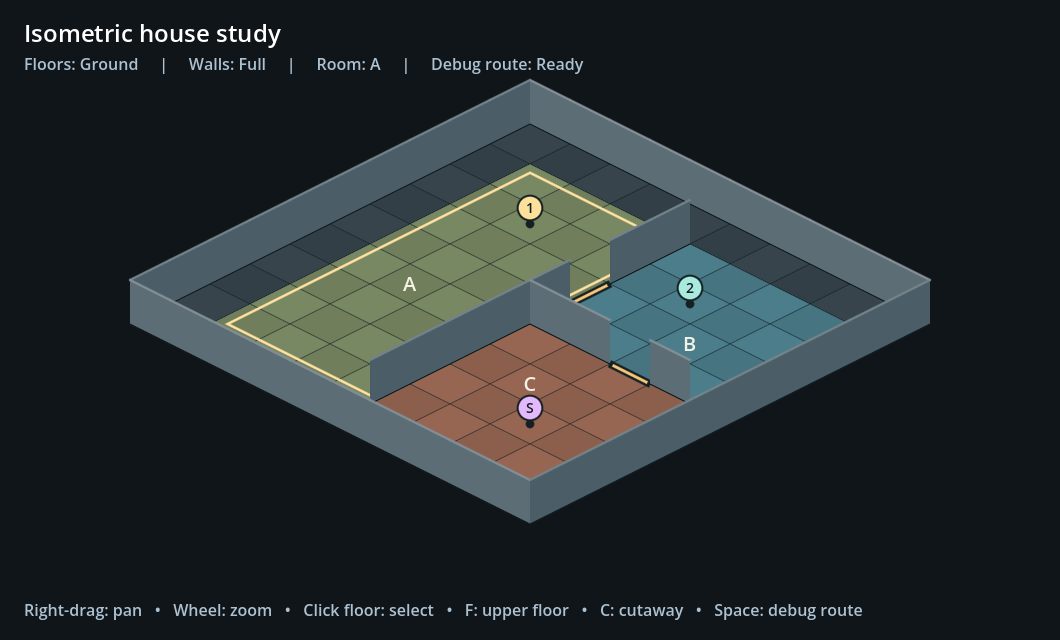 Isometric house study
Floors: Ground | Walls: Full | Room: A | Debug route: Ready
1
A
2
B
C
S
Right-drag: pan • Wheel: zoom • Click floor: select • F: upper floor • C: cutaway • Space: debug route